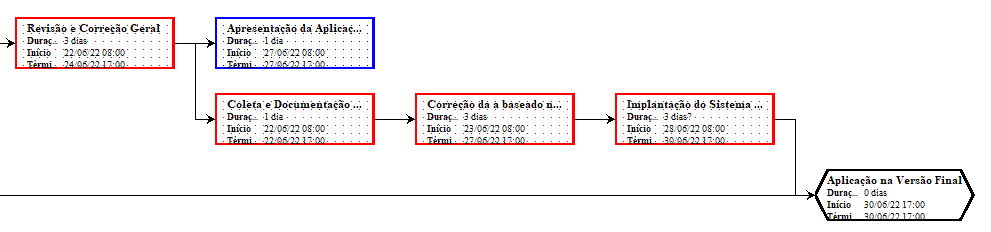 Revisão e Correção Geral
Duraç... 3 dias
Início 22/06/22 08:00
Térmi 24/06/22 17:00
Apresentação da Aplicaç...
Duraç... 1 dia
Início 27/06/22 08:00
Térmi 27/06/22 17:00
Coleta e Documentação ...
Duraç... 1 dia
Início 22/06/22 08:00
Térmi 22/06/22 17:00
Correção da à baseado n...
Duraç... 3 dias
Início 23/06/22 08:00
Térmi 27/06/22 17:00
Implantação do Sistema ...
Duraç... 3 dias?
Início 28/06/22 08:00
Térmi 30/06/22 17:00
Aplicação na Versão Final
Duraç... 0 dias
Início 30/06/22 17:00
Térmi 30/06/22 17:00